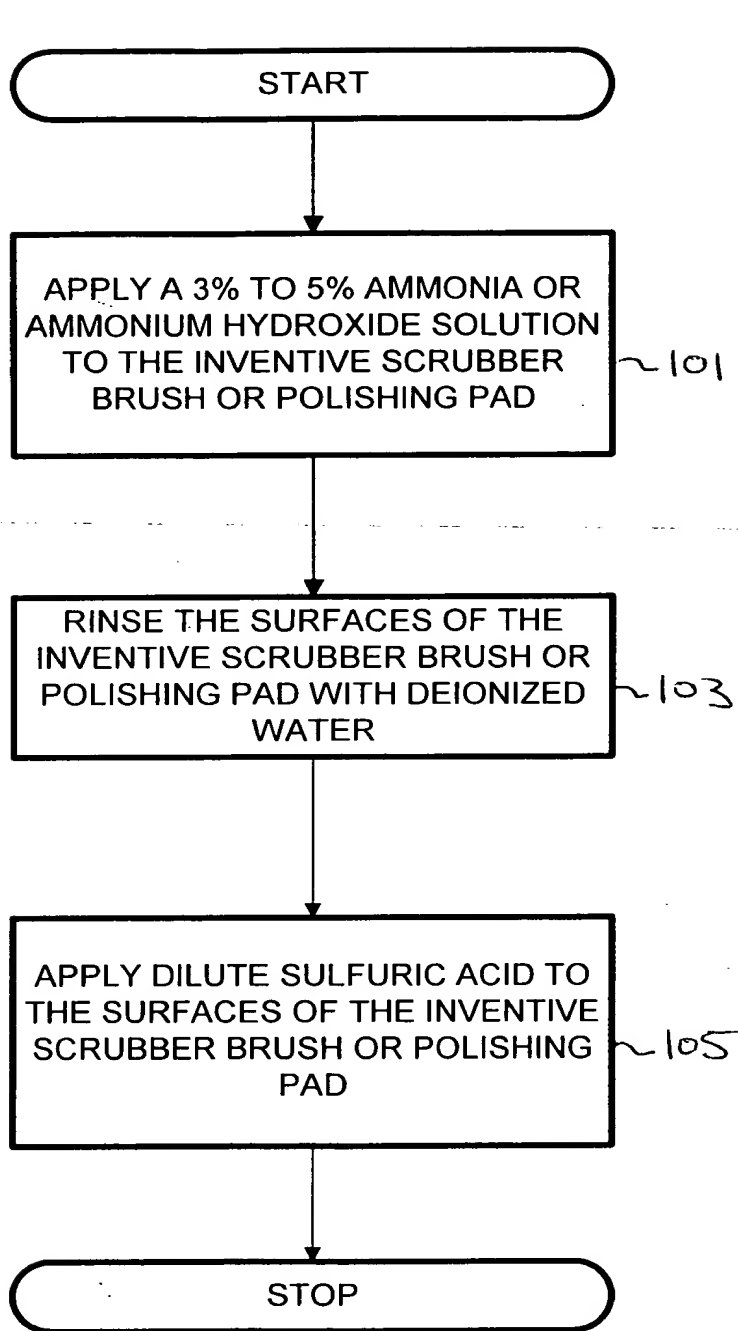 START
APPLY A 3% TO 5% AMMONIA OR
AMMONIUM HYDROXIDE SOLUTION
TO THE INVENTIVE SCRUBBER
BRUSH OR POLISHING PAD
~101
RINSE THE SURFACES OF THE
INVENTIVE SCRUBBER BRUSH OR
POLISHING PAD WITH DEIONIZED
WATER
~103
APPLY DILUTE SULFURIC ACID TO
THE SURFACES OF THE INVENTIVE
SCRUBBER BRUSH OR POLISHING
PAD
~105
STOP